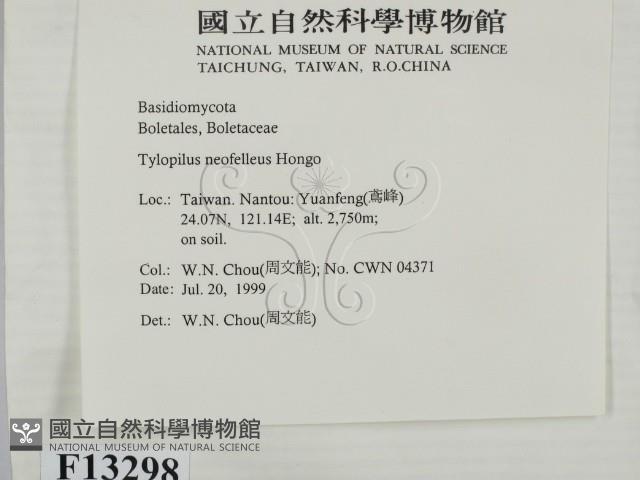 國立自然科學博物館
NATIONAL MUSEUM OF NATURAL SCIENCE
TAICHUNG, TAIWAN, R.O.CHINA
Basidiomycota
Boletales, Boletaceae
Tylopilus neofelleus Hongo
Loc.: Taiwan. Nantou: Yuanfeng(鳶峰)
24.07N, 121.14E; alt. 2,750m;
on soil.
Col.: W.N. Chou(周文能); No. CWN 04371
Date: Jul. 20, 1999
Det.: W.N. Chou(周文能)
國立自然科學博物館
NATIONAL MUSEUM OF NATURAL SCIENCE
F13298